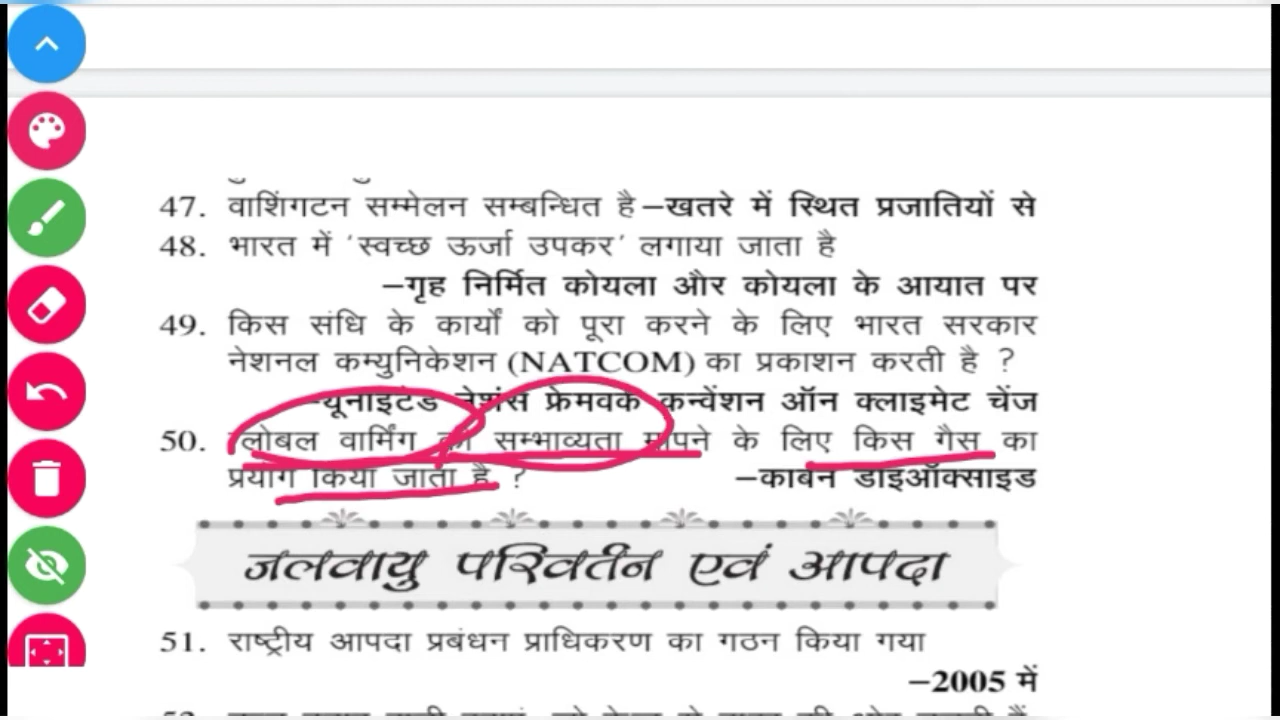 47. वाशिंगटन सम्मेलन सम्बन्धित है –खतरे में स्थित प्रजातियों से
48. भारत में 'स्वच्छ ऊर्जा उपकर' लगाया जाता है
–गृह निर्मित कोयला और कोयला के आयात पर
49. किस संधि के कार्यों को पूरा करने के लिए भारत सरकार
नेशनल कम्युनिकेशन (NATCOM) का प्रकाशन करती है ?
–यूनाइटेड नेशंस फ्रेमवर्क कन्वेंशन ऑन क्लाइमेट चेंज
50. ग्लोबल वार्मिंग की सम्भाव्यता मापने के लिए किस गैस का
प्रयोग किया जाता है ? –कार्बन डाइऑक्साइड
जलवायु परिवर्तन एवं आपदा
51. राष्ट्रीय आपदा प्रबंधन प्राधिकरण का गठन किया गया
–2005 में